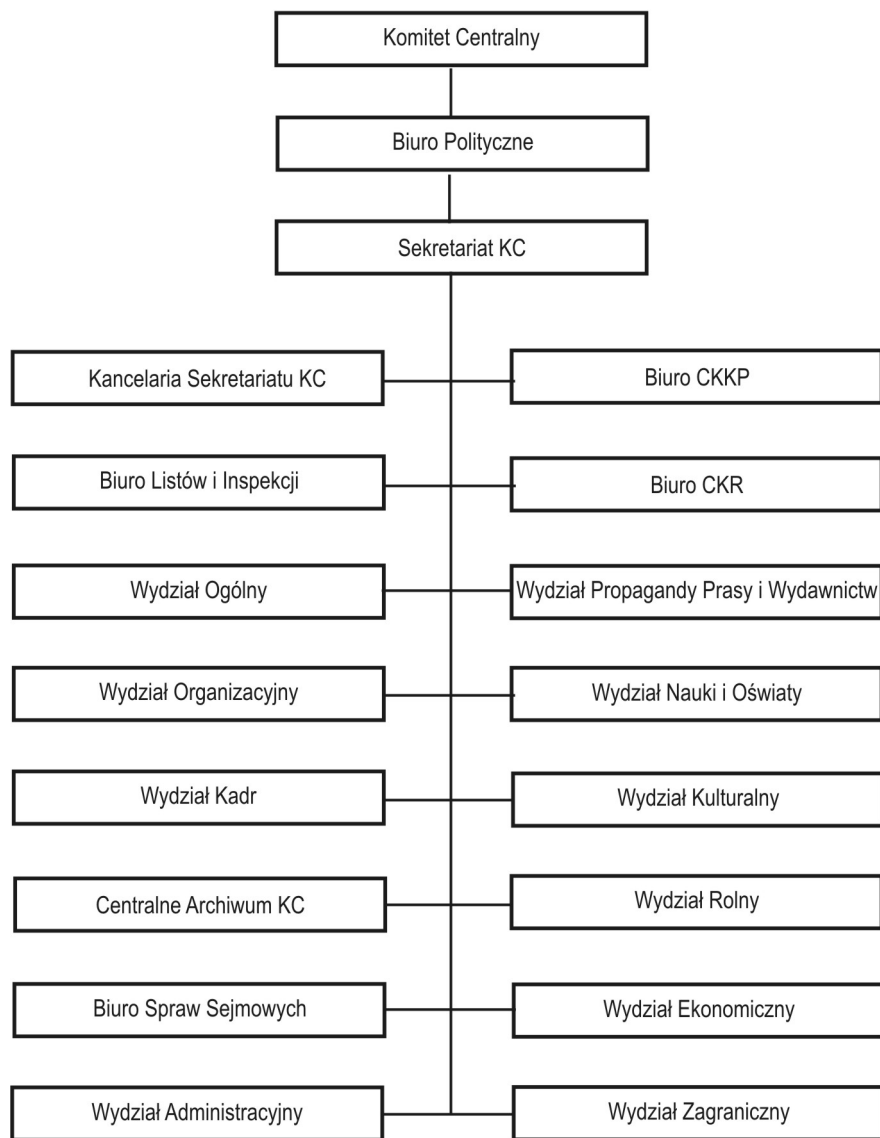 Komitet Centralny
Biuro Polityczne
Sekretariat KC
Kancelaria Sekretariatu KC
Biuro CKKP
Biuro Listów i Inspekcji
Biuro CKR
Wydział Ogólny
Wydział Propagandy Prasy i Wydawnictw
Wydział Organizacyjny
Wydział Nauki i Oświaty
Wydział Kadr
Wydział Kulturalny
Centralne Archiwum KC
Wydział Rolny
Biuro Spraw Sejmowych
Wydział Ekonomiczny
Wydział Administracyjny
Wydział Zagraniczny